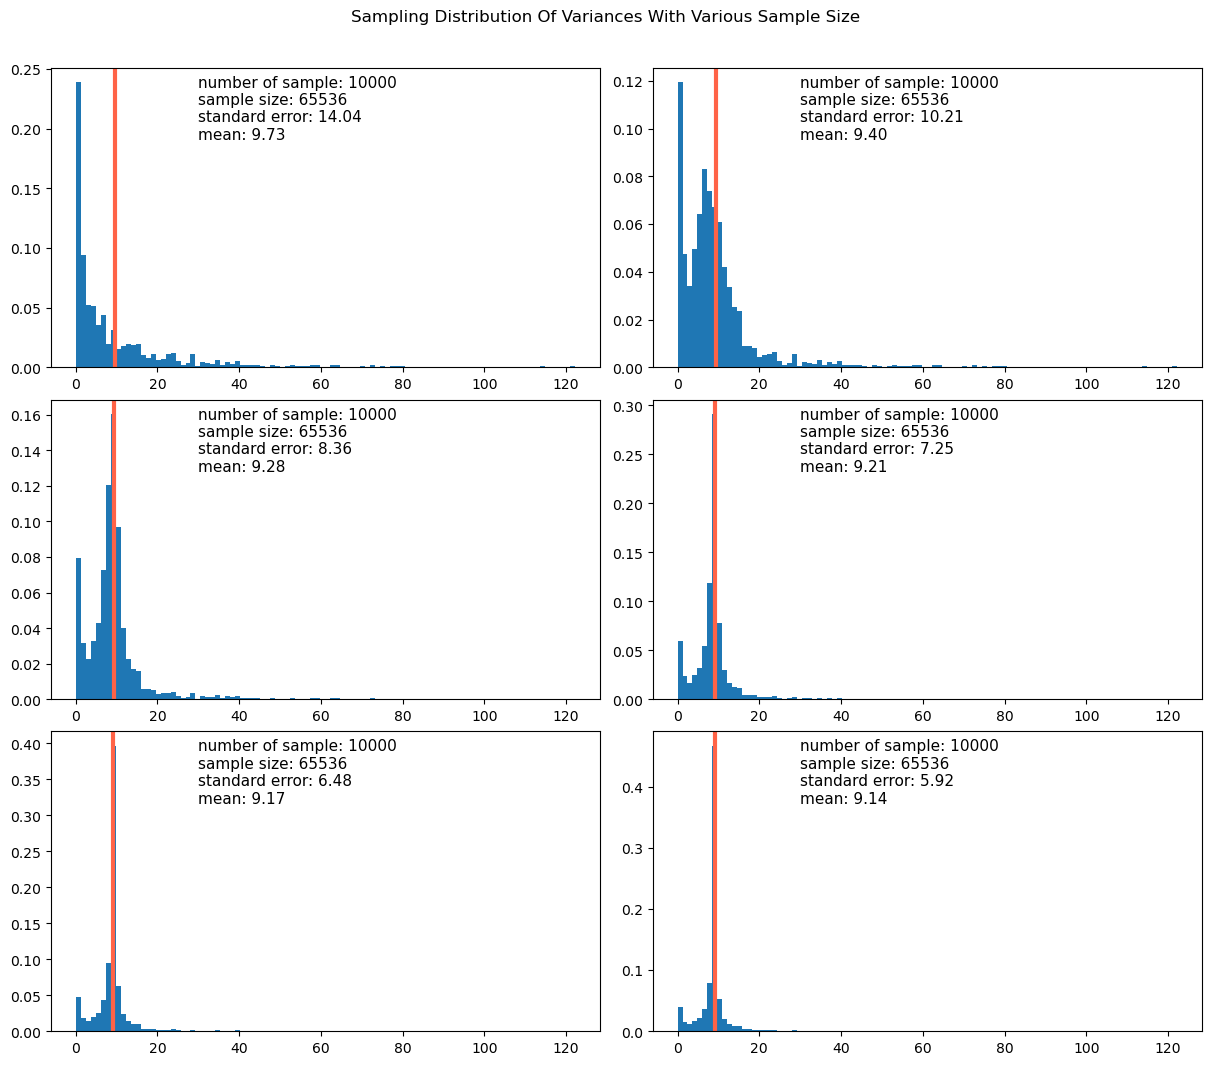 Sampling Distribution Of Variances With Various Sample Size
0.25
0.20
0.15
0.10
0.05
0.00
number of sample: 10000
sample size: 65536
standard error: 14.04
mean: 9.73
0 20 40 60 80 100 120
0.12
0.10
0.08
0.06
0.04
0.02
0.00
number of sample: 10000
sample size: 65536
standard error: 10.21
mean: 9.40
0 20 40 60 80 100 120
0.16
0.14
0.12
0.10
0.08
0.06
0.04
0.02
0.00
number of sample: 10000
sample size: 65536
standard error: 8.36
mean: 9.28
0 20 40 60 80 100 120
0.30
0.25
0.20
0.15
0.10
0.05
0.00
number of sample: 10000
sample size: 65536
standard error: 7.25
mean: 9.21
0 20 40 60 80 100 120
0.40
0.35
0.30
0.25
0.20
0.15
0.10
0.05
0.00
number of sample: 10000
sample size: 65536
standard error: 6.48
mean: 9.17
0 20 40 60 80 100 120
0.4
0.3
0.2
0.1
0.0
number of sample: 10000
sample size: 65536
standard error: 5.92
mean: 9.14
0 20 40 60 80 100 120